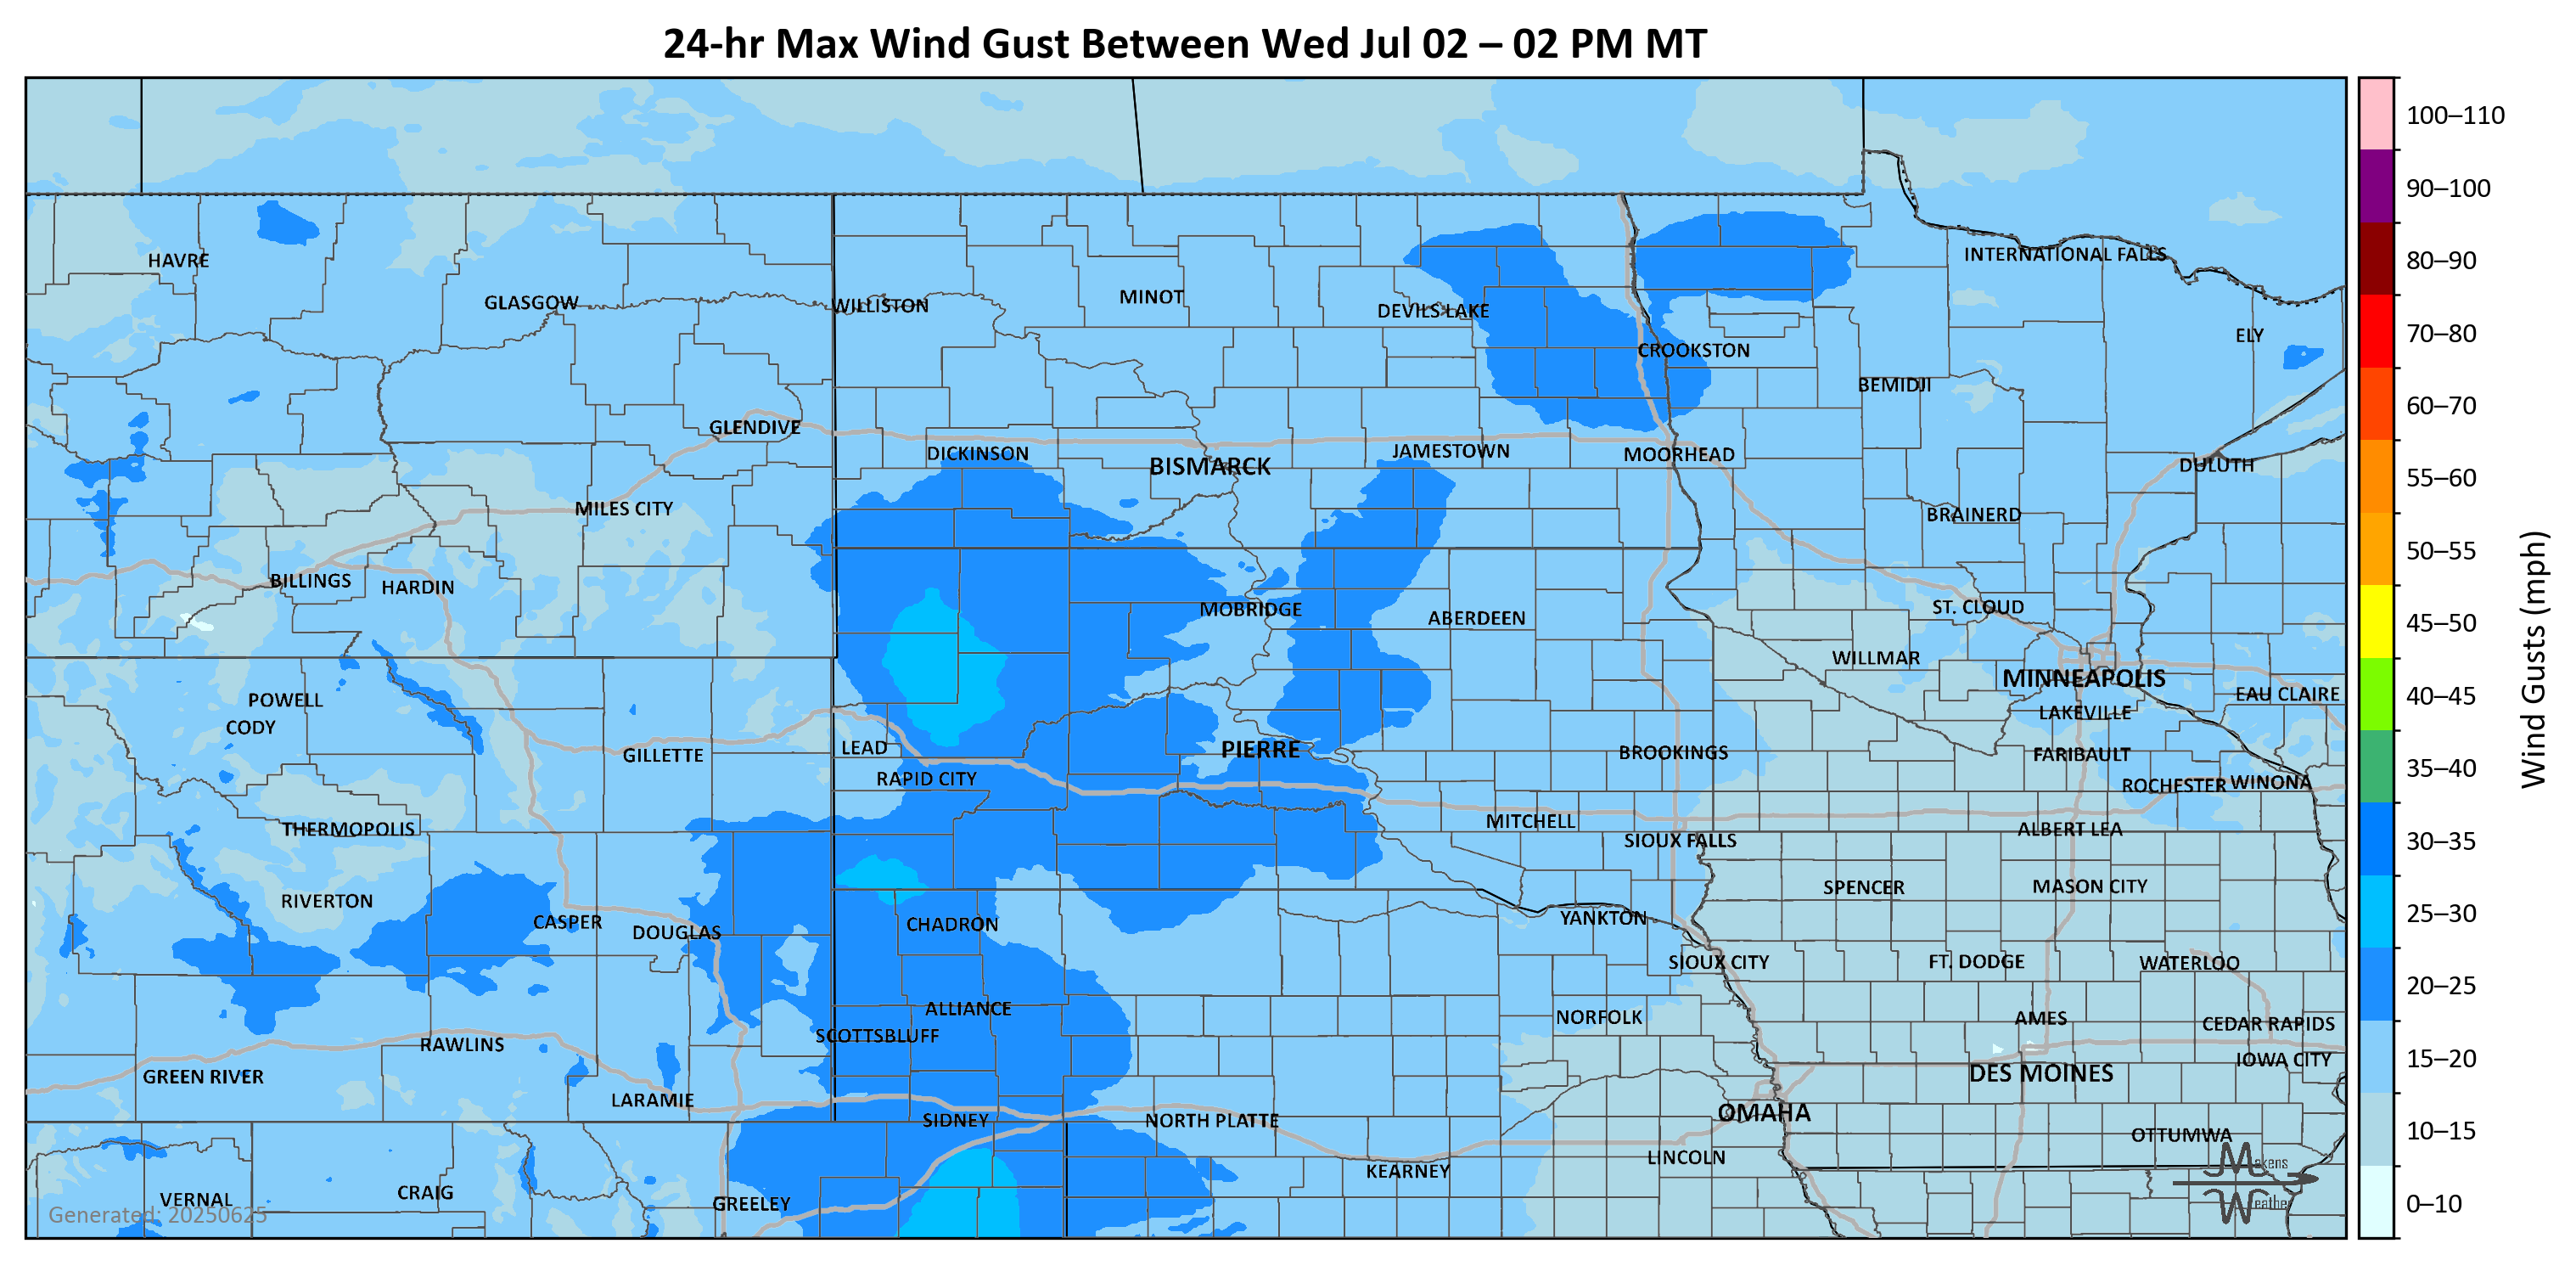 24-hr Max Wind Gust Between Wed Jul 02 – 02 PM MT
100–110
90–100
80–90
70–80
60–70
55–60
50–55
45–50
40–45
35–40
30–35
25–30
20–25
15–20
10–15
0–10
Wind Gusts (mph)
HAVRE
INTERNATIONAL FALLS
GLASGOW
WILLISTON
MINOT
DEVILS LAKE
ELY
CROOKSTON
BEMIDJI
GLENDIVE
DICKINSON
BISMARCK
JAMESTOWN
MOORHEAD
DULUTH
MILES CITY
BRAINERD
BILLINGS
HARDIN
MOBRIDGE
ABERDEEN
ST. CLOUD
WILLMAR
MINNEAPOLIS
POWELL
EAU CLAIRE
CODY
LAKEVILLE
GILLETTE
LEAD
PIERRE
BROOKINGS
FARIBAULT
RAPID CITY
ROCHESTER
WINONA
THERMOPOLIS
MITCHELL
ALBERT LEA
SIOUX FALLS
RIVERTON
SPENCER
MASON CITY
CASPER
DOUGLAS
CHADRON
YANKTON
SIOUX CITY
FT. DODGE
WATERLOO
ALLIANCE
NORFOLK
AMES
CEDAR RAPIDS
RAWLINS
SCOTTSBLUFF
IOWA CITY
GREEN RIVER
DES MOINES
LARAMIE
SIDNEY
NORTH PLATTE
OMAHA
OTTUMWA
KEARNEY
LINCOLN
VERNAL
CRAIG
GREELEY
Generated: 20250625
Makens
Weather